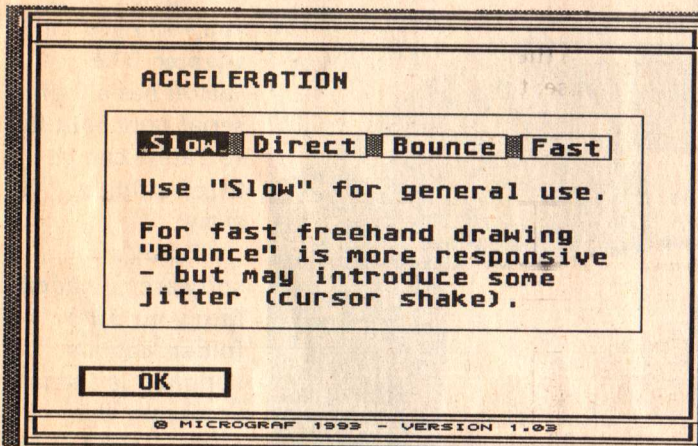 ACCELERATION
Slow Direct Bounce Fast
Use "Slow" for general use.
For fast freehand drawing
"Bounce" is more responsive
- but may introduce some
jitter (cursor shake).
OK
© MICROGRAF 1993 - VERSION 1.03